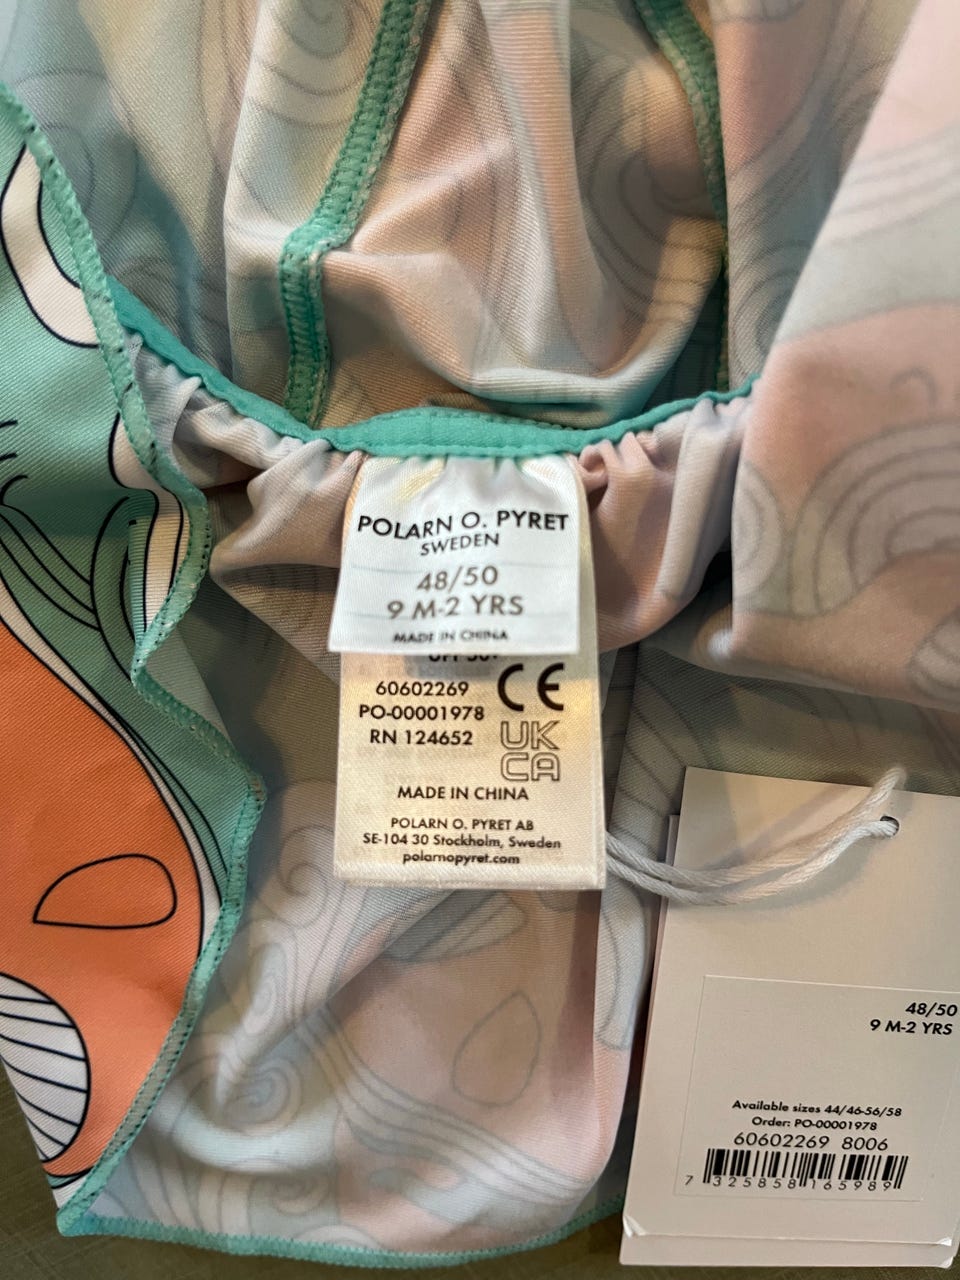 POLARN O. PYRET
SWEDEN
48/50
9 M-2 YRS
MADE IN CHINA
UPF 50+
60602269
PO-00001978
RN 124652
CE
UK
CA
MADE IN CHINA
POLARN O. PYRET AB
SE-104 30 Stockholm, Sweden
polarnopyret.com
48/50
9 M-2 YRS
Available sizes 44/46-56/58
Order: PO-00001978
60602269 8006
7 325858 165989